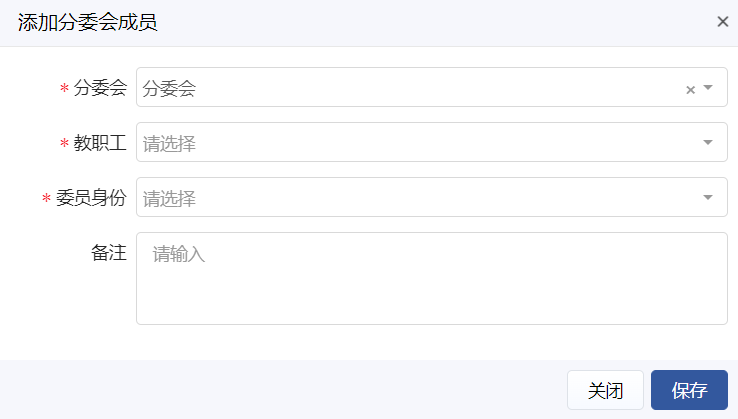 添加分委会成员 ×
* 分委会 分委会 ×
* 教职工 请选择
* 委员身份 请选择
备注 请输入
关闭 保存